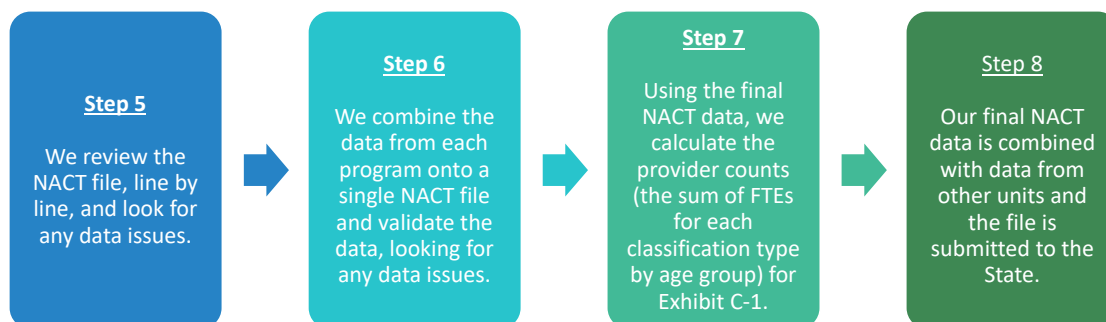 Step 5
We review the
NACT file, line by
line, and look for
any data issues.
Step 6
We combine the
data from each
program onto a
single NACT file
and validate the
data, looking for
any data issues.
Step 7
Using the final
NACT data, we
calculate the
provider counts
(the sum of FTEs
for each
classification type
by age group) for
Exhibit C-1.
Step 8
Our final NACT
data is combined
with data from
other units and
the file is
submitted to the
State.